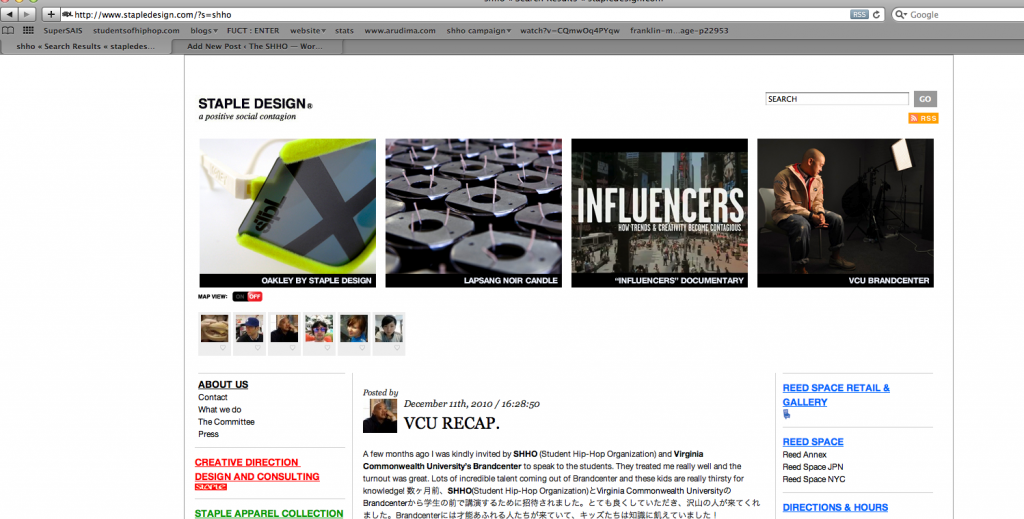 shho « Search Results « stapledesign.com/
http://www.stapledesign.com/?s=shho
RSS
Google
SuperSAIS studentsofhiphop.com blogs FUCT : ENTER website stats www.arudima.com shho campaign watch?v=CQmwOq4PYqw franklin-m...age-p22953
shho « Search Results « stapledes...
Add New Post ‹ The SHHO — Wor...
STAPLE DESIGN®
a positive social contagion
SEARCH
GO
RSS
INFLUENCERS
HOW TRENDS & CREATIVITY BECOME CONTAGIOUS.
OAKLEY BY STAPLE DESIGN
LAPSANG NOIR CANDLE
“INFLUENCERS” DOCUMENTARY
VCU BRANDCENTER
MAP VIEW: ON OFF
ABOUT US
Contact
What we do
The Committee
Press
CREATIVE DIRECTION
DESIGN AND CONSULTING
STAPLE APPAREL COLLECTION
Posted by
December 11th, 2010 / 16:28:50
VCU RECAP.
A few months ago I was kindly invited by SHHO (Student Hip-Hop Organization) and Virginia
Commonwealth University's Brandcenter to speak to the students. They treated me really well and the
turnout was great. Lots of incredible talent coming out of Brandcenter and these kids are really thirsty for
knowledge! 数ヶ月前、SHHO(Student Hip-Hop Organization)とVirginia Commonwealth Universityの
Brandcenterから学生の前で講演するために招待されました。とても良くしていただき、沢山の人が来てくれ
ました。Brandcenterには才能あふれる人たちが来ていて、キッズたちは知識に飢えていました！
REED SPACE RETAIL &
GALLERY
REED SPACE
Reed Annex
Reed Space JPN
Reed Space NYC
DIRECTIONS & HOURS